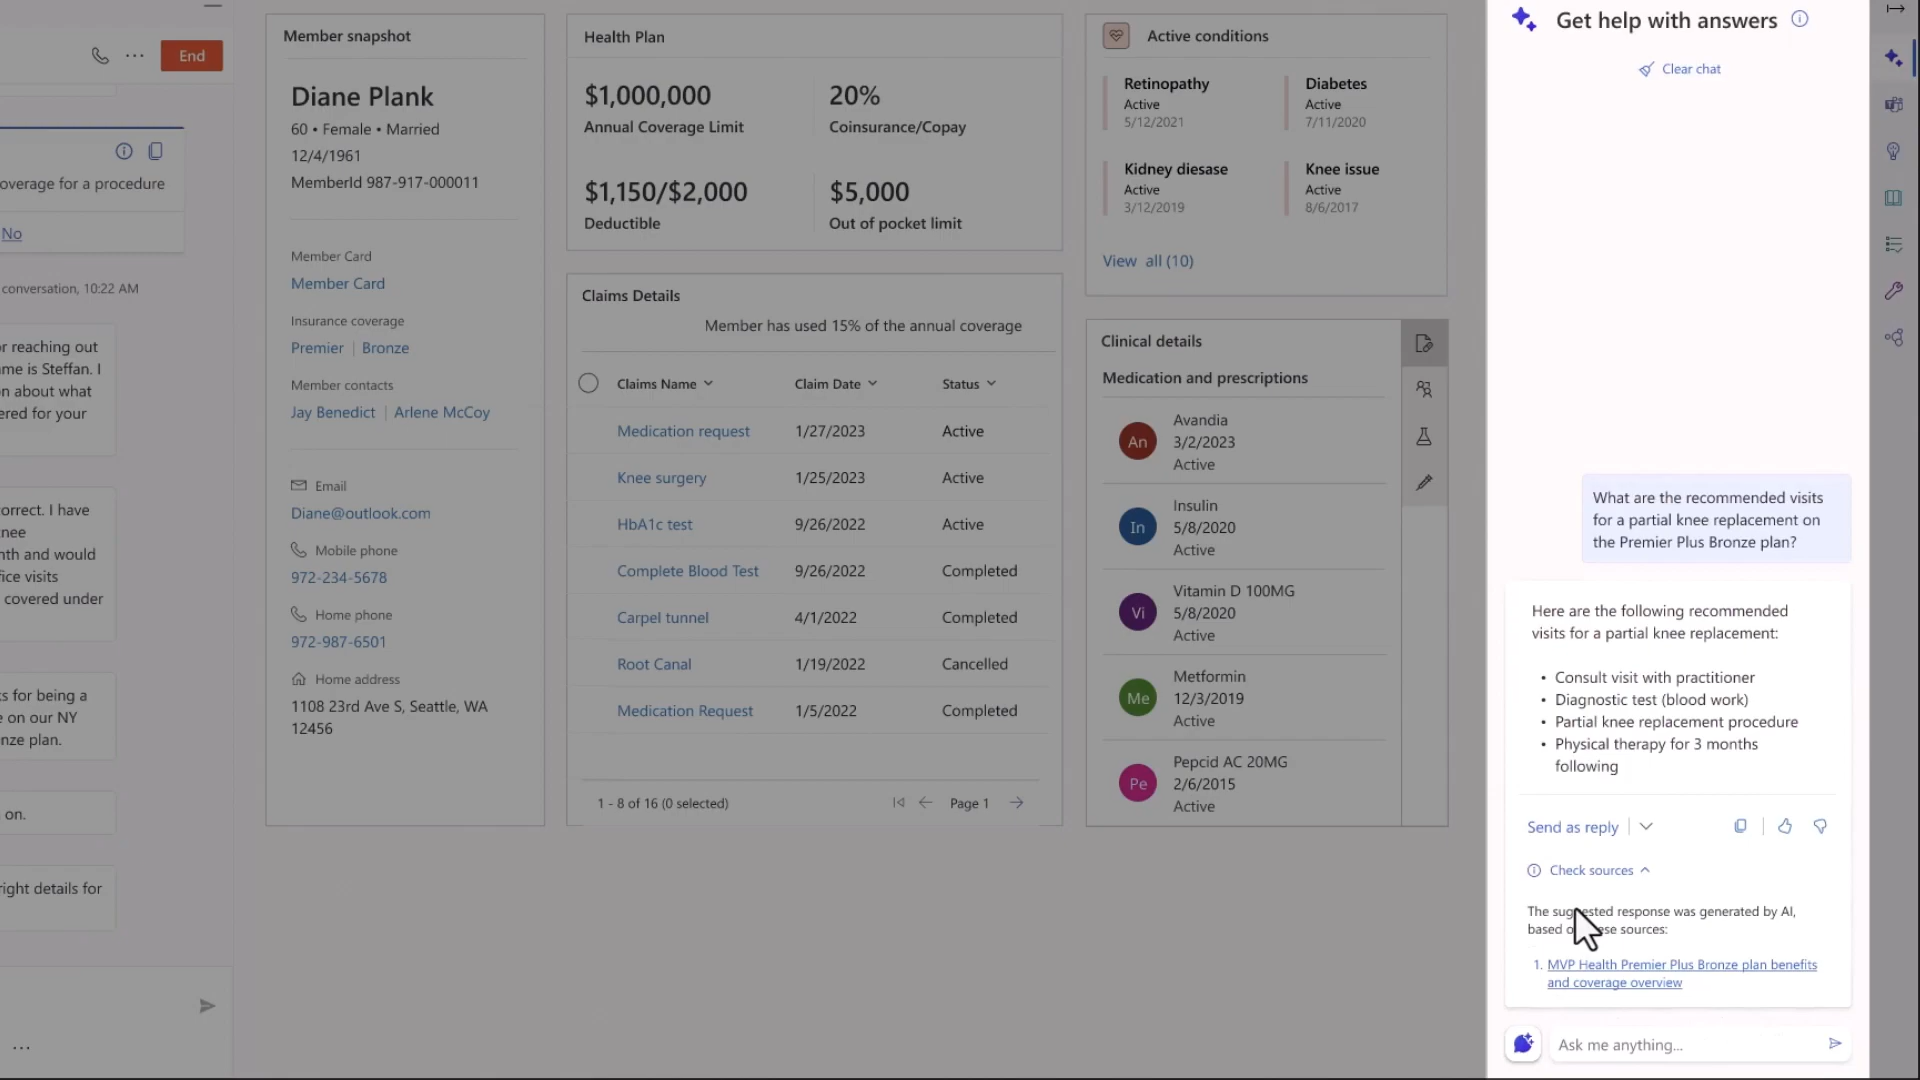 End
overage for a procedure
No
conversation, 10:22 AM
r reaching out
me is Steffan. I
n about what
ered for your
orrect. I have
nee
nth and would
fice visits
covered under
s for being a
e on our NY
nze plan.
on.
right details for
...
Member snapshot
Diane Plank
60 • Female • Married
12/4/1961
MemberId 987-917-000011
Member Card
Member Card
Insurance coverage
Premier | Bronze
Member contacts
Jay Benedict | Arlene McCoy
Email
Diane@outlook.com
Mobile phone
972-234-5678
Home phone
972-987-6501
Home address
1108 23rd Ave S, Seattle, WA
12456
Health Plan
$1,000,000 20%
Annual Coverage Limit Coinsurance/Copay
$1,150/$2,000 $5,000
Deductible Out of pocket limit
Claims Details
Member has used 15% of the annual coverage
Claims Name Claim Date Status
Medication request 1/27/2023 Active
Knee surgery 1/25/2023 Active
HbA1c test 9/26/2022 Active
Complete Blood Test 9/26/2022 Completed
Carpel tunnel 4/1/2022 Completed
Root Canal 1/19/2022 Cancelled
Medication Request 1/5/2022 Completed
1 - 8 of 16 (0 selected) Page 1
Active conditions
Retinopathy Diabetes
Active Active
5/12/2021 7/11/2020
Kidney diesase Knee issue
Active Active
3/12/2019 8/6/2017
View all (10)
Clinical details
Medication and prescriptions
An
Avandia
3/2/2023
Active
In
Insulin
5/8/2020
Active
Vi
Vitamin D 100MG
5/8/2020
Active
Me
Metformin
12/3/2019
Active
Pe
Pepcid AC 20MG
2/6/2015
Active
Get help with answers
Clear chat
What are the recommended visits
for a partial knee replacement on
the Premier Plus Bronze plan?
Here are the following recommended
visits for a partial knee replacement:
• Consult visit with practitioner
• Diagnostic test (blood work)
• Partial knee replacement procedure
• Physical therapy for 3 months
following
Send as reply
Check sources
The suggested response was generated by AI,
based on these sources:
1. MVP Health Premier Plus Bronze plan benefits
and coverage overview
Ask me anything...